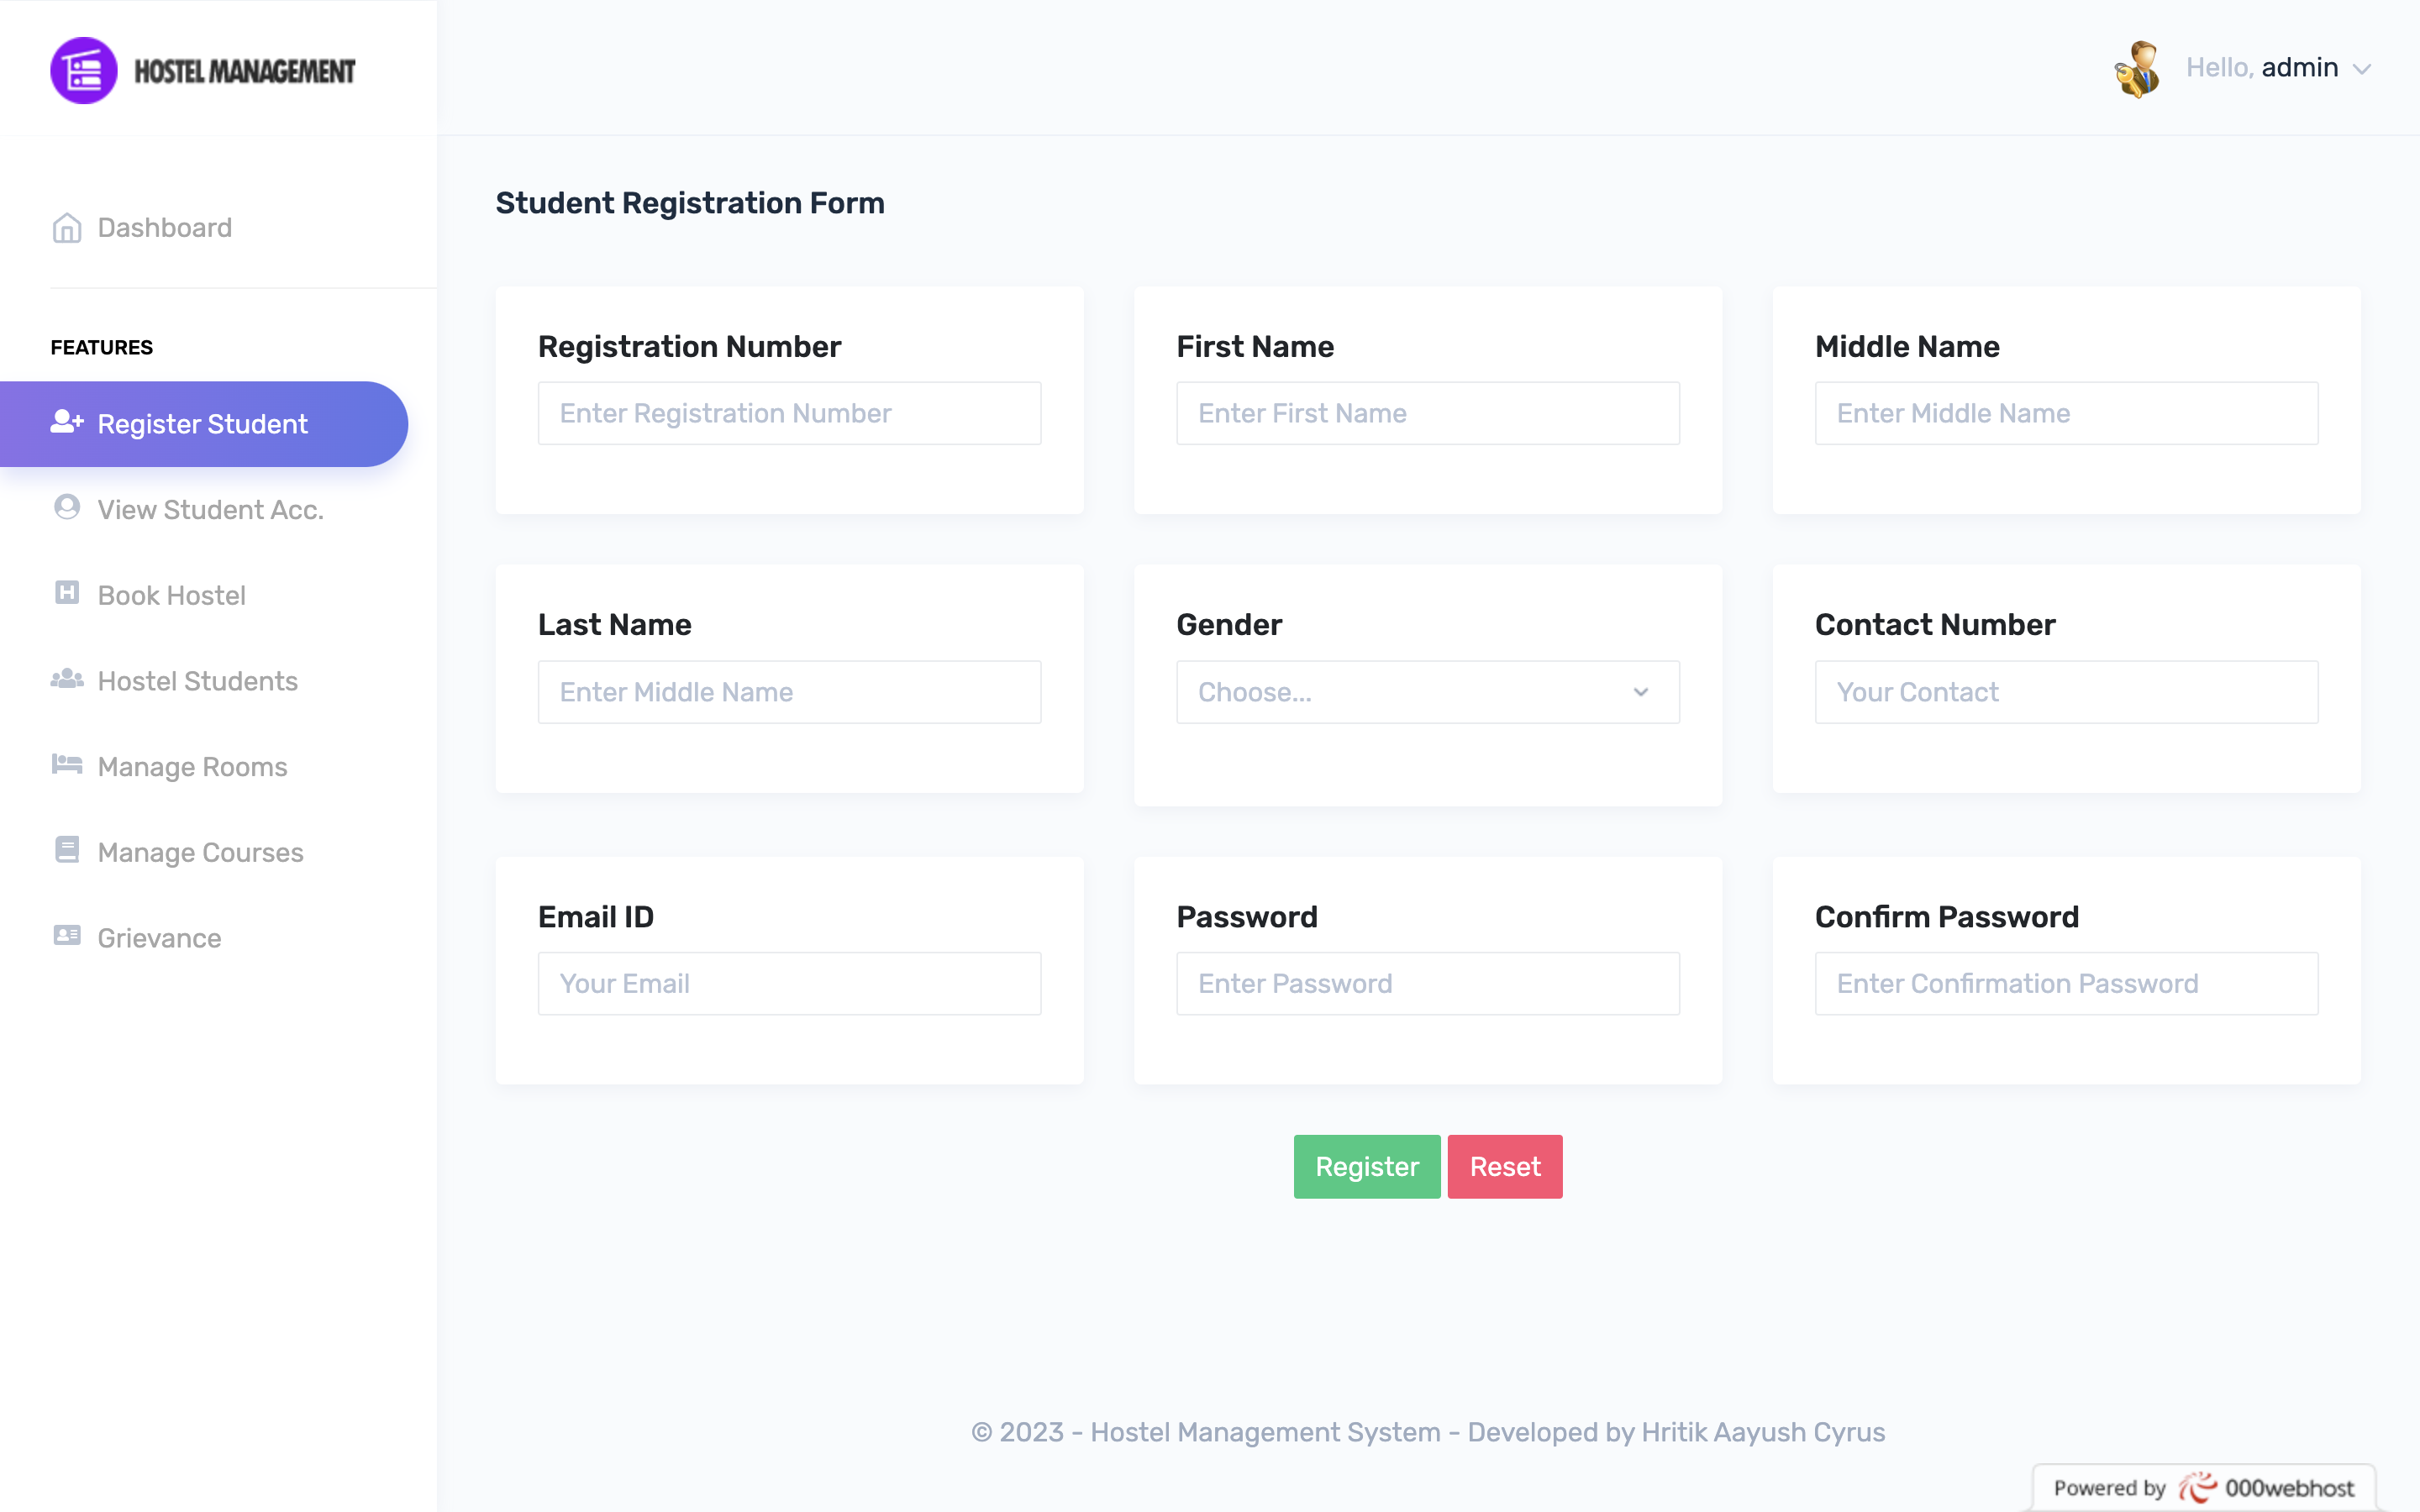 HOSTEL MANAGEMENT
Hello, admin
Dashboard
FEATURES
Register Student
View Student Acc.
Book Hostel
Hostel Students
Manage Rooms
Manage Courses
Grievance
Student Registration Form
Registration Number
Enter Registration Number
First Name
Enter First Name
Middle Name
Enter Middle Name
Last Name
Enter Middle Name
Gender
Choose...
Contact Number
Your Contact
Email ID
Your Email
Password
Enter Password
Confirm Password
Enter Confirmation Password
Register Reset
© 2023 - Hostel Management System - Developed by Hritik Aayush Cyrus
Powered by 000webhost